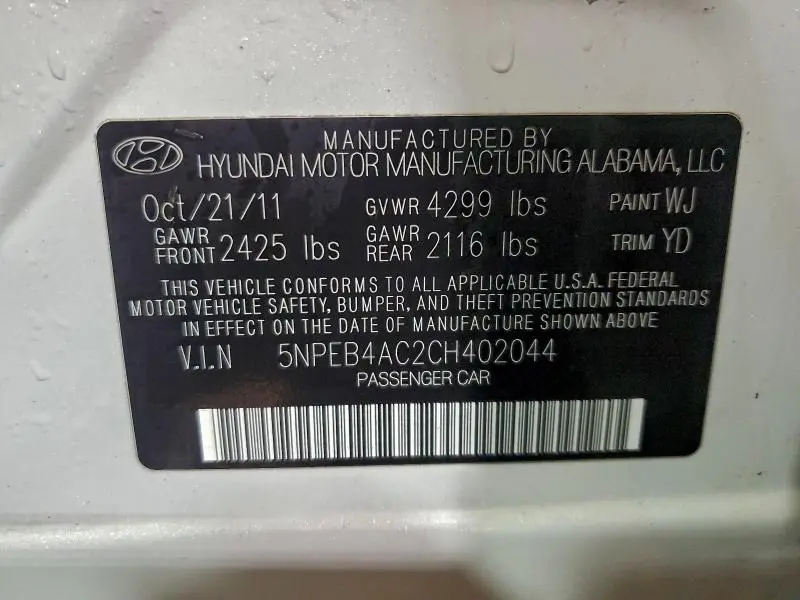 MANUFACTURED BY
HYUNDAI MOTOR MANUFACTURING ALABAMA, LLC
Oct/21/11 GVWR 4299 lbs PAINT WJ
GAWR FRONT 2425 lbs GAWR REAR 2116 lbs TRIM YD
THIS VEHICLE CONFORMS TO ALL APPLICABLE U.S.A. FEDERAL
MOTOR VEHICLE SAFETY, BUMPER, AND THEFT PREVENTION STANDARDS
IN EFFECT ON THE DATE OF MANUFACTURE SHOWN ABOVE
V.I.N 5NPEB4AC2CH402044
PASSENGER CAR